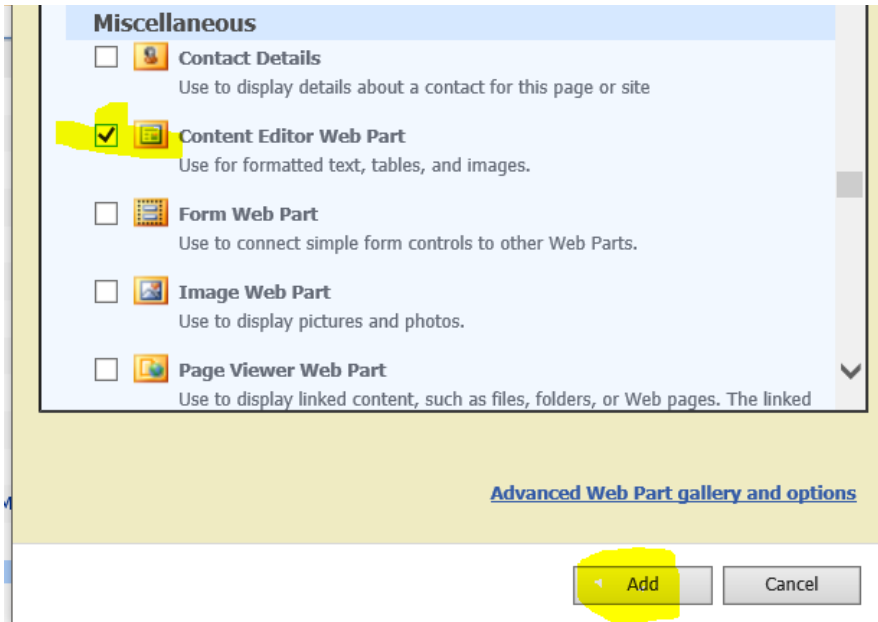 Miscellaneous
Contact Details
Use to display details about a contact for this page or site
Content Editor Web Part
Use for formatted text, tables, and images.
Form Web Part
Use to connect simple form controls to other Web Parts.
Image Web Part
Use to display pictures and photos.
Page Viewer Web Part
Use to display linked content, such as files, folders, or Web pages. The linked
Advanced Web Part gallery and options
Add
Cancel